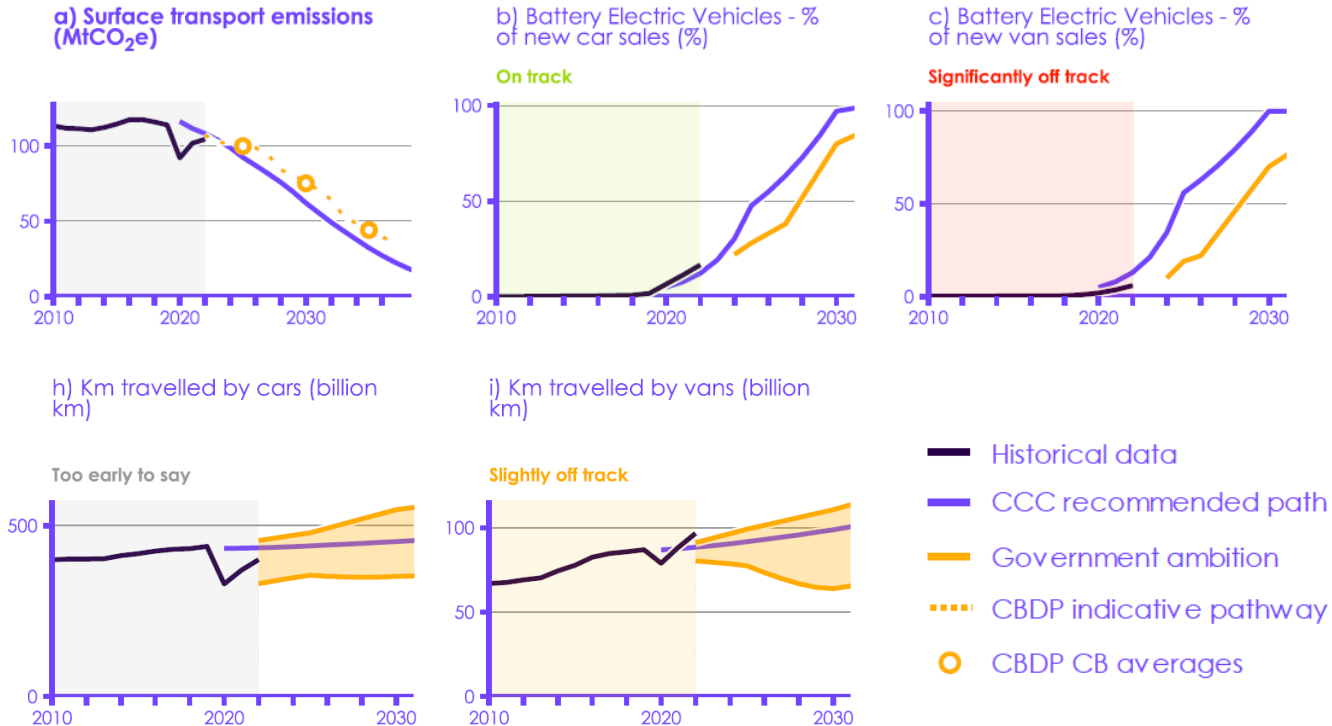 a) Surface transport emissions
(MtCO₂e)
100
50
0
2010
2020
2030
b) Battery Electric Vehicles - %
of new car sales (%)
On track
100
50
0
2010
2020
2030
c) Battery Electric Vehicles - %
of new van sales (%)
Significantly off track
100
50
0
2010
2020
2030
h) Km travelled by cars (billion
km)
Too early to say
500
0
2010
2020
2030
i) Km travelled by vans (billion
km)
Slightly off track
100
50
0
2010
2020
2030
Historical data
CCC recommended path
Government ambition
CBDP indicative pathway
CBDP CB averages